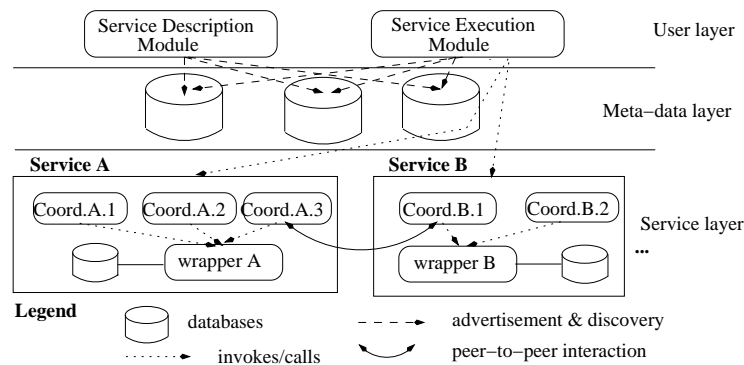 Service Description
Module
Service Execution
Module
User layer
Meta−data layer
Service A
Service B
Coord.A.1
Coord.A.2
Coord.A.3
Coord.B.1
Coord.B.2
Service layer
wrapper A
wrapper B
...
Legend
databases
advertisement & discovery
invokes/calls
peer−to−peer interaction